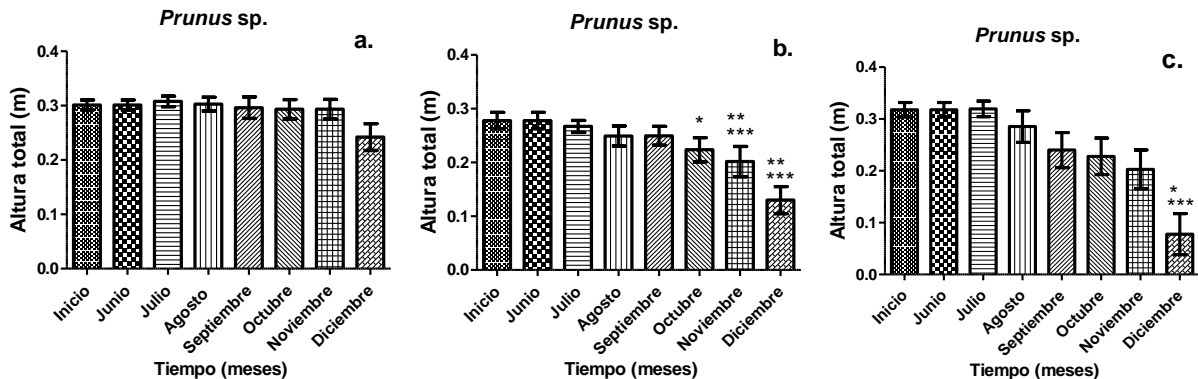 Prunus sp.
a.
Altura total (m)
0.4
0.3
0.2
0.1
0.0
Inicio
Junio
Julio
Agosto
Septiembre
Octubre
Noviembre
Diciembre
Tiempo (meses)
Prunus sp.
b.
Altura total (m)
0.4
0.3
0.2
0.1
0.0
*
**
***
**
***
Inicio
Junio
Julio
Agosto
Septiembre
Octubre
Noviembre
Diciembre
Tiempo (meses)
Prunus sp.
c.
Altura total (m)
0.4
0.3
0.2
0.1
0.0
*
***
Inicio
Junio
Julio
Agosto
Septiembre
Octubre
Noviembre
Diciembre
Tiempo (meses)